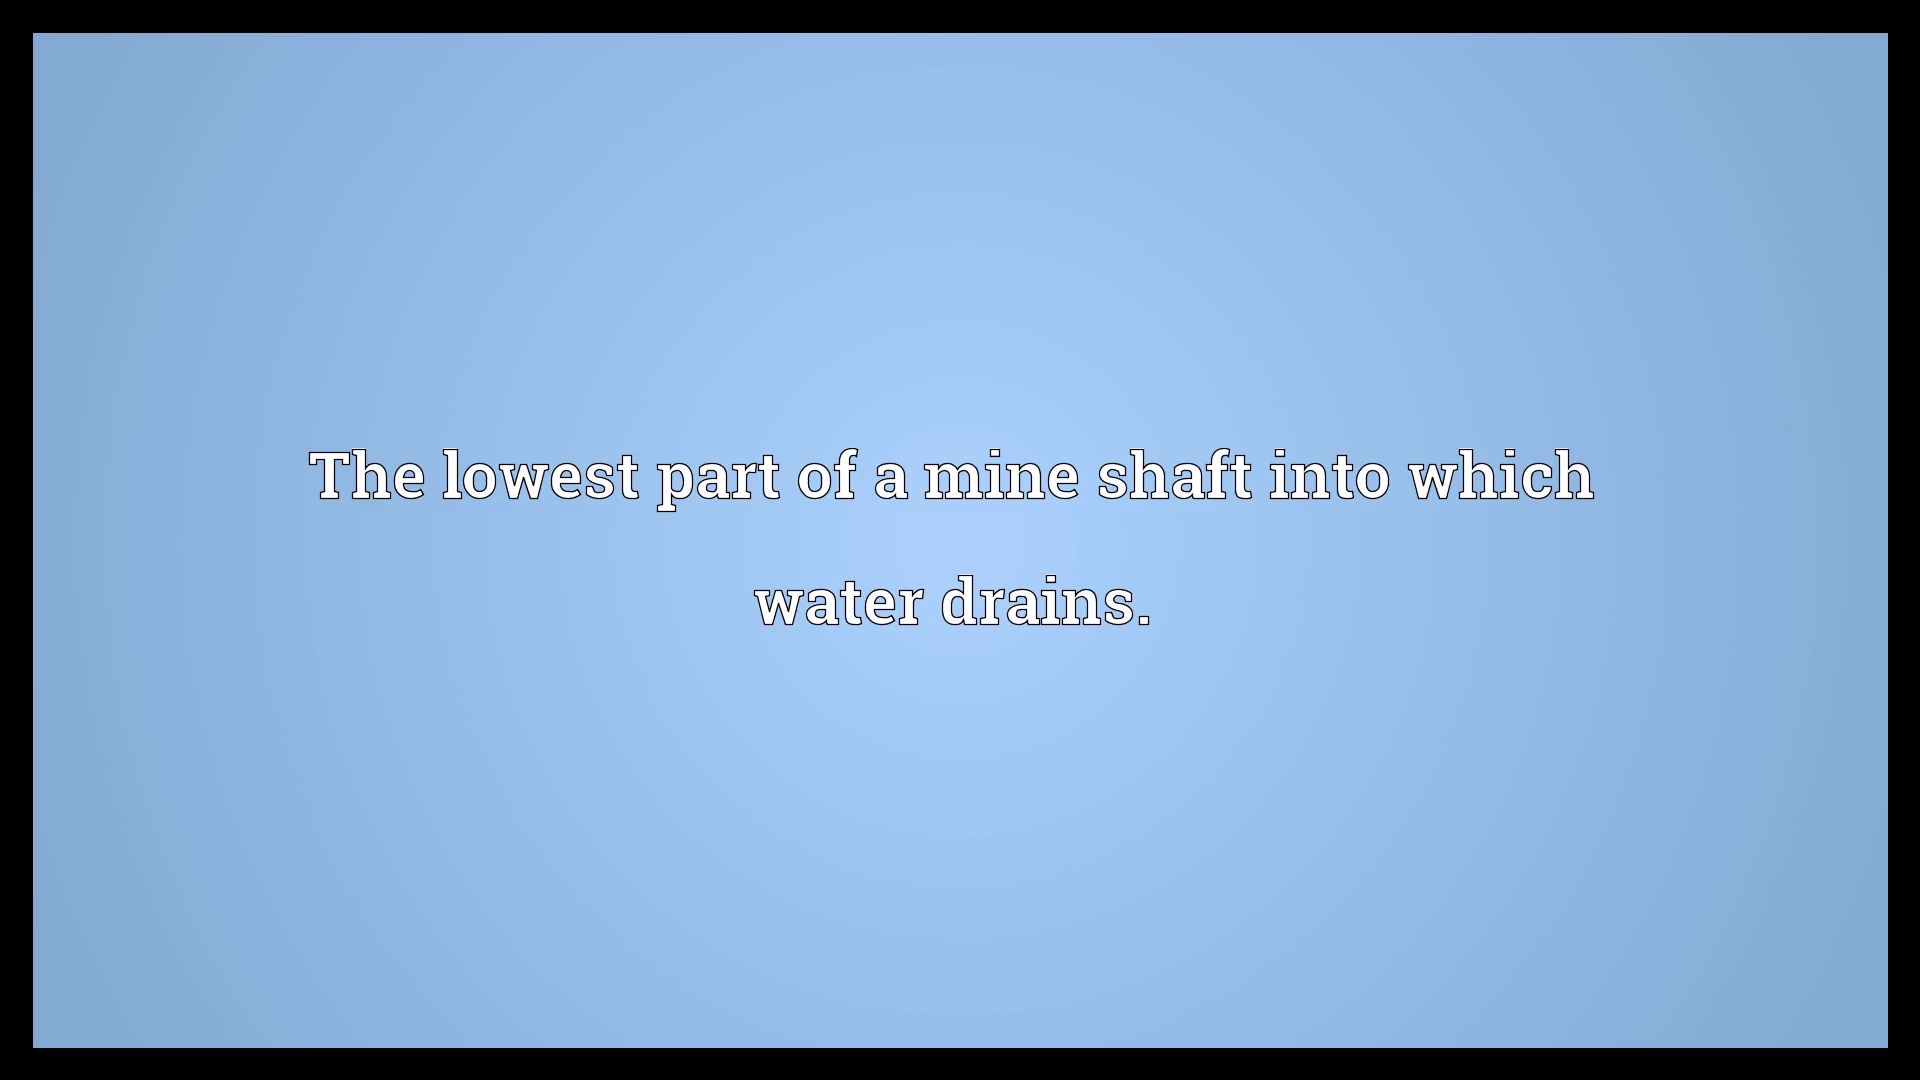 The lowest part of a mine shaft into which
water drains.